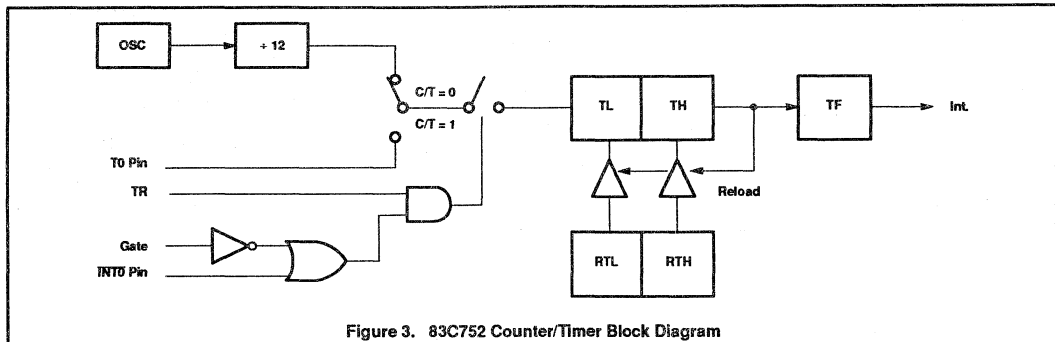 OSC
÷ 12
C/T = 0
C/T = 1
T0 Pin
TR
Gate
INT0 Pin
TL
TH
TF
Int.
Reload
RTL
RTH
Figure 3. 83C752 Counter/Timer Block Diagram